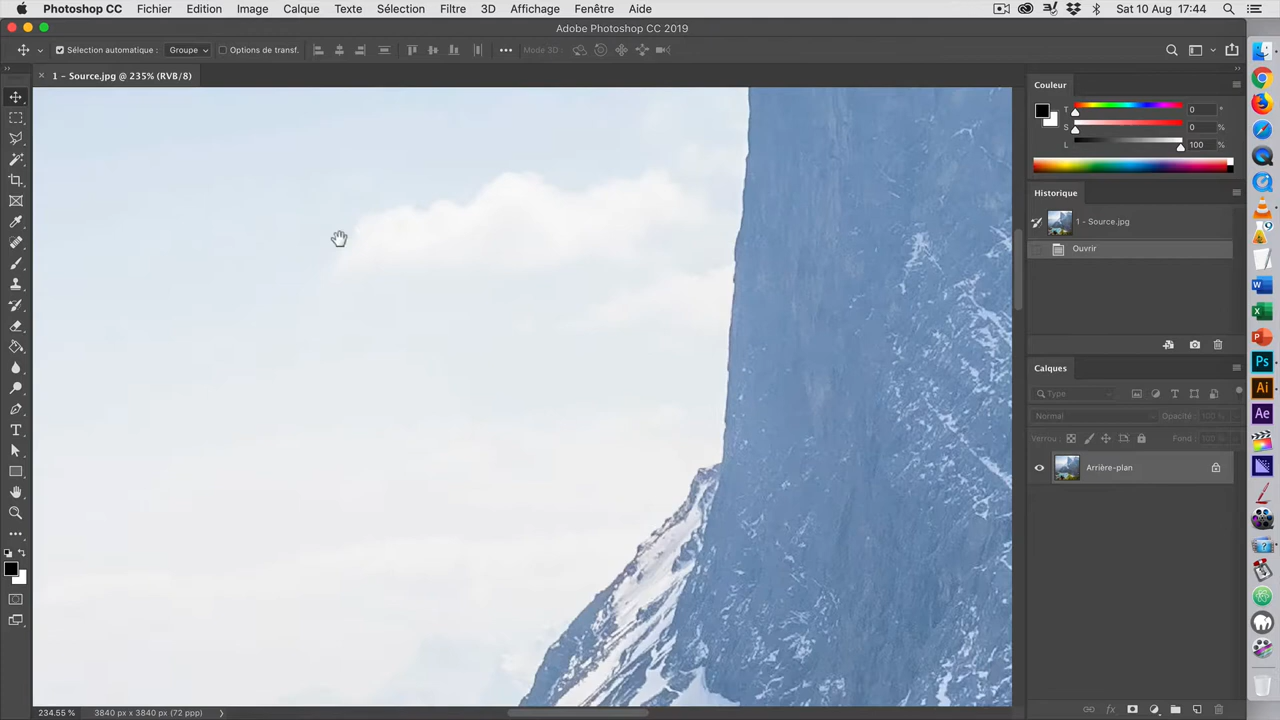 Photoshop CC Fichier Edition Image Calque Texte Sélection Filtre 3D Affichage Fenêtre Aide Sat 10 Aug 17:44
Adobe Photoshop CC 2019
Sélection automatique : Groupe Options de transf. Mode 3D :
1 - Source.jpg @ 235% (RVB/8)
Couleur
T 0 °
S 0 %
L 100 %
Historique
1 - Source.jpg
Ouvrir
Calques
Type
Normal Opacité : 100 %
Verrou : Fond : 100 %
Arrière-plan
234.55 % 3840 px x 3840 px (72 ppp)